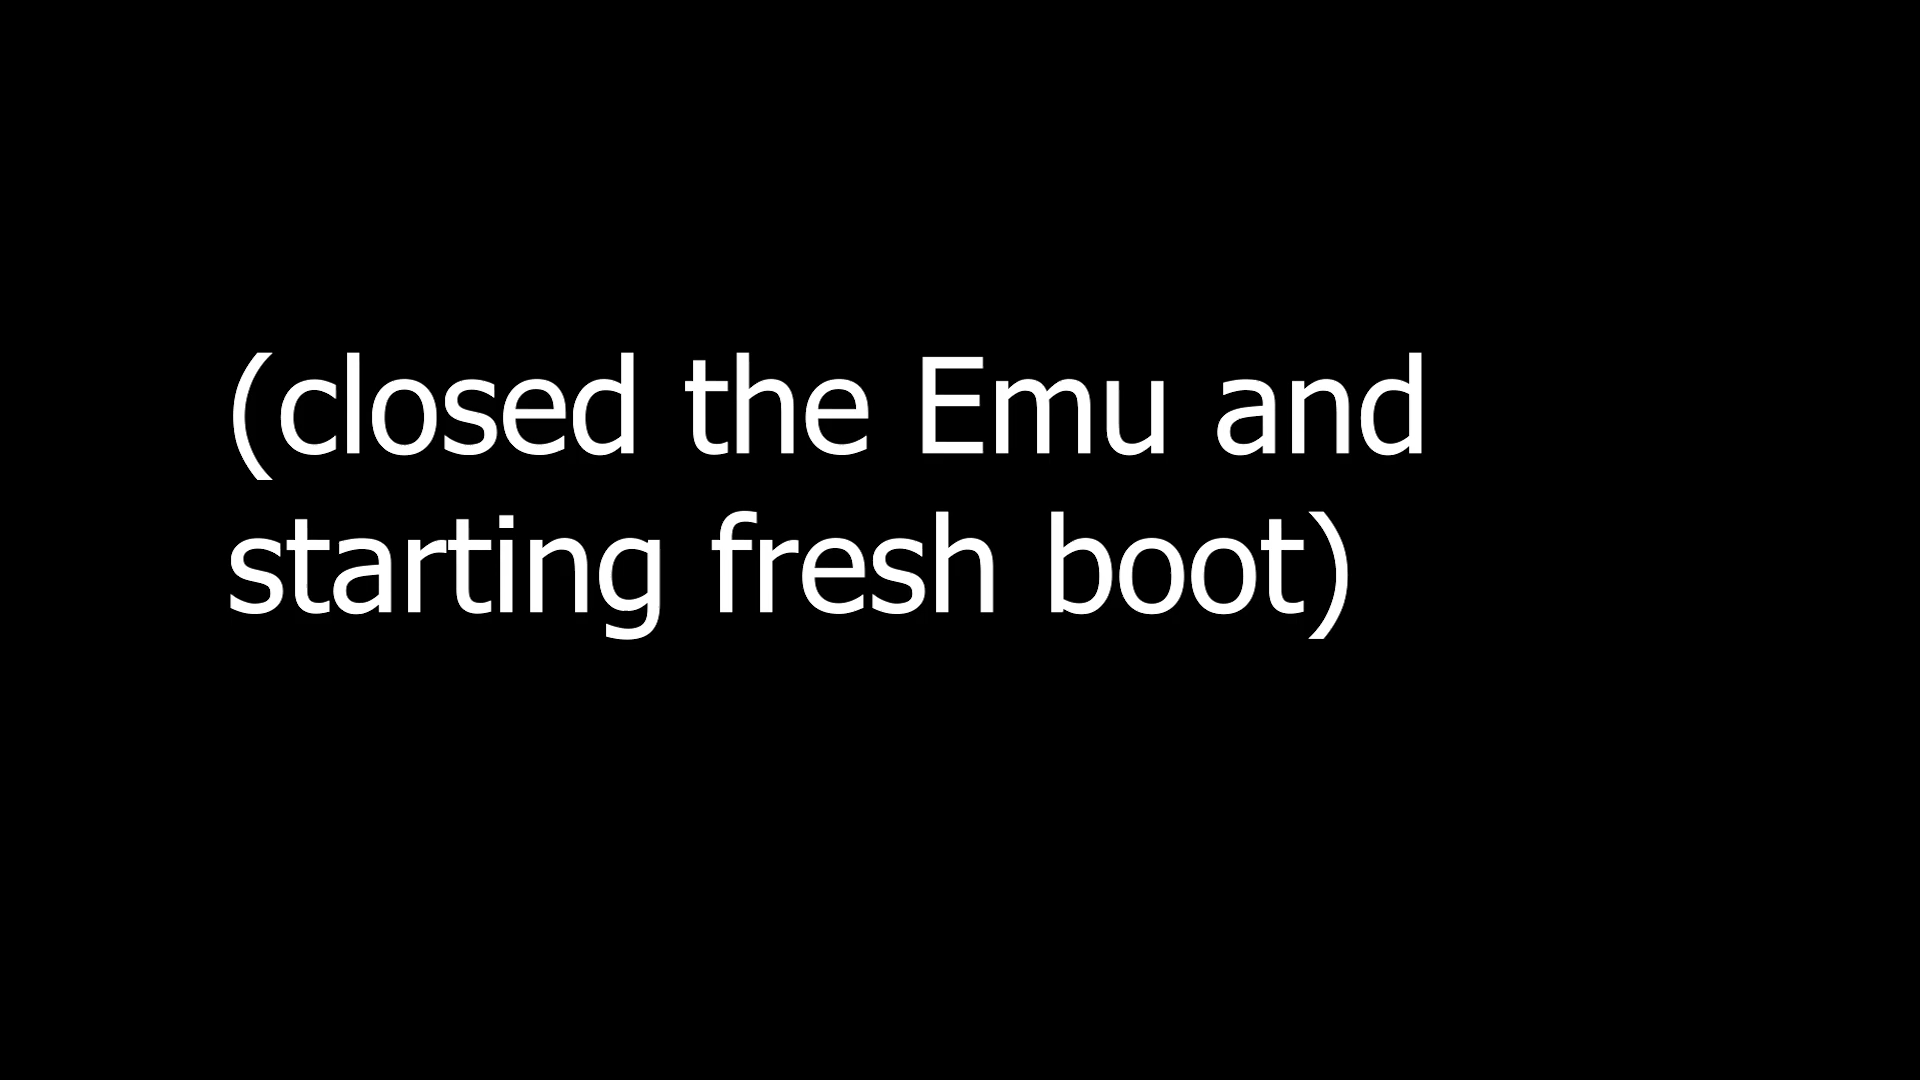 (closed the Emu and
starting fresh boot)